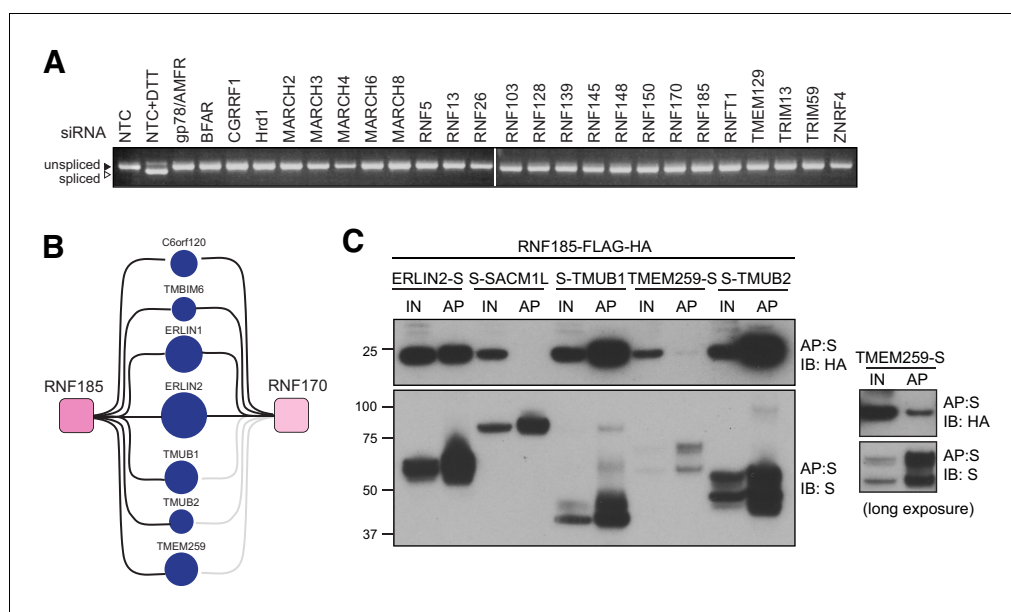 A
siRNA
NTC
NTC+DTT
gp78/AMFR
BFAR
CGRRF1
Hrd1
MARCH2
MARCH3
MARCH4
MARCH6
MARCH8
RNF5
RNF13
RNF26
RNF103
RNF128
RNF139
RNF145
RNF148
RNF150
RNF170
RNF185
RNFT1
TMEM129
TRIM13
TRIM59
ZNRF4
unspliced
spliced
B
C6orf120
TMBIM6
ERLIN1
RNF185
RNF170
ERLIN2
TMUB1
TMUB2
TMEM259
C
RNF185-FLAG-HA
ERLIN2-S S-SACM1L S-TMUB1 TMEM259-S S-TMUB2
IN AP IN AP IN AP IN AP IN AP
25
AP:S
IB: HA
100
75
50
37
AP:S
IB: S
TMEM259-S
IN AP
AP:S
IB: HA
AP:S
IB: S
(long exposure)